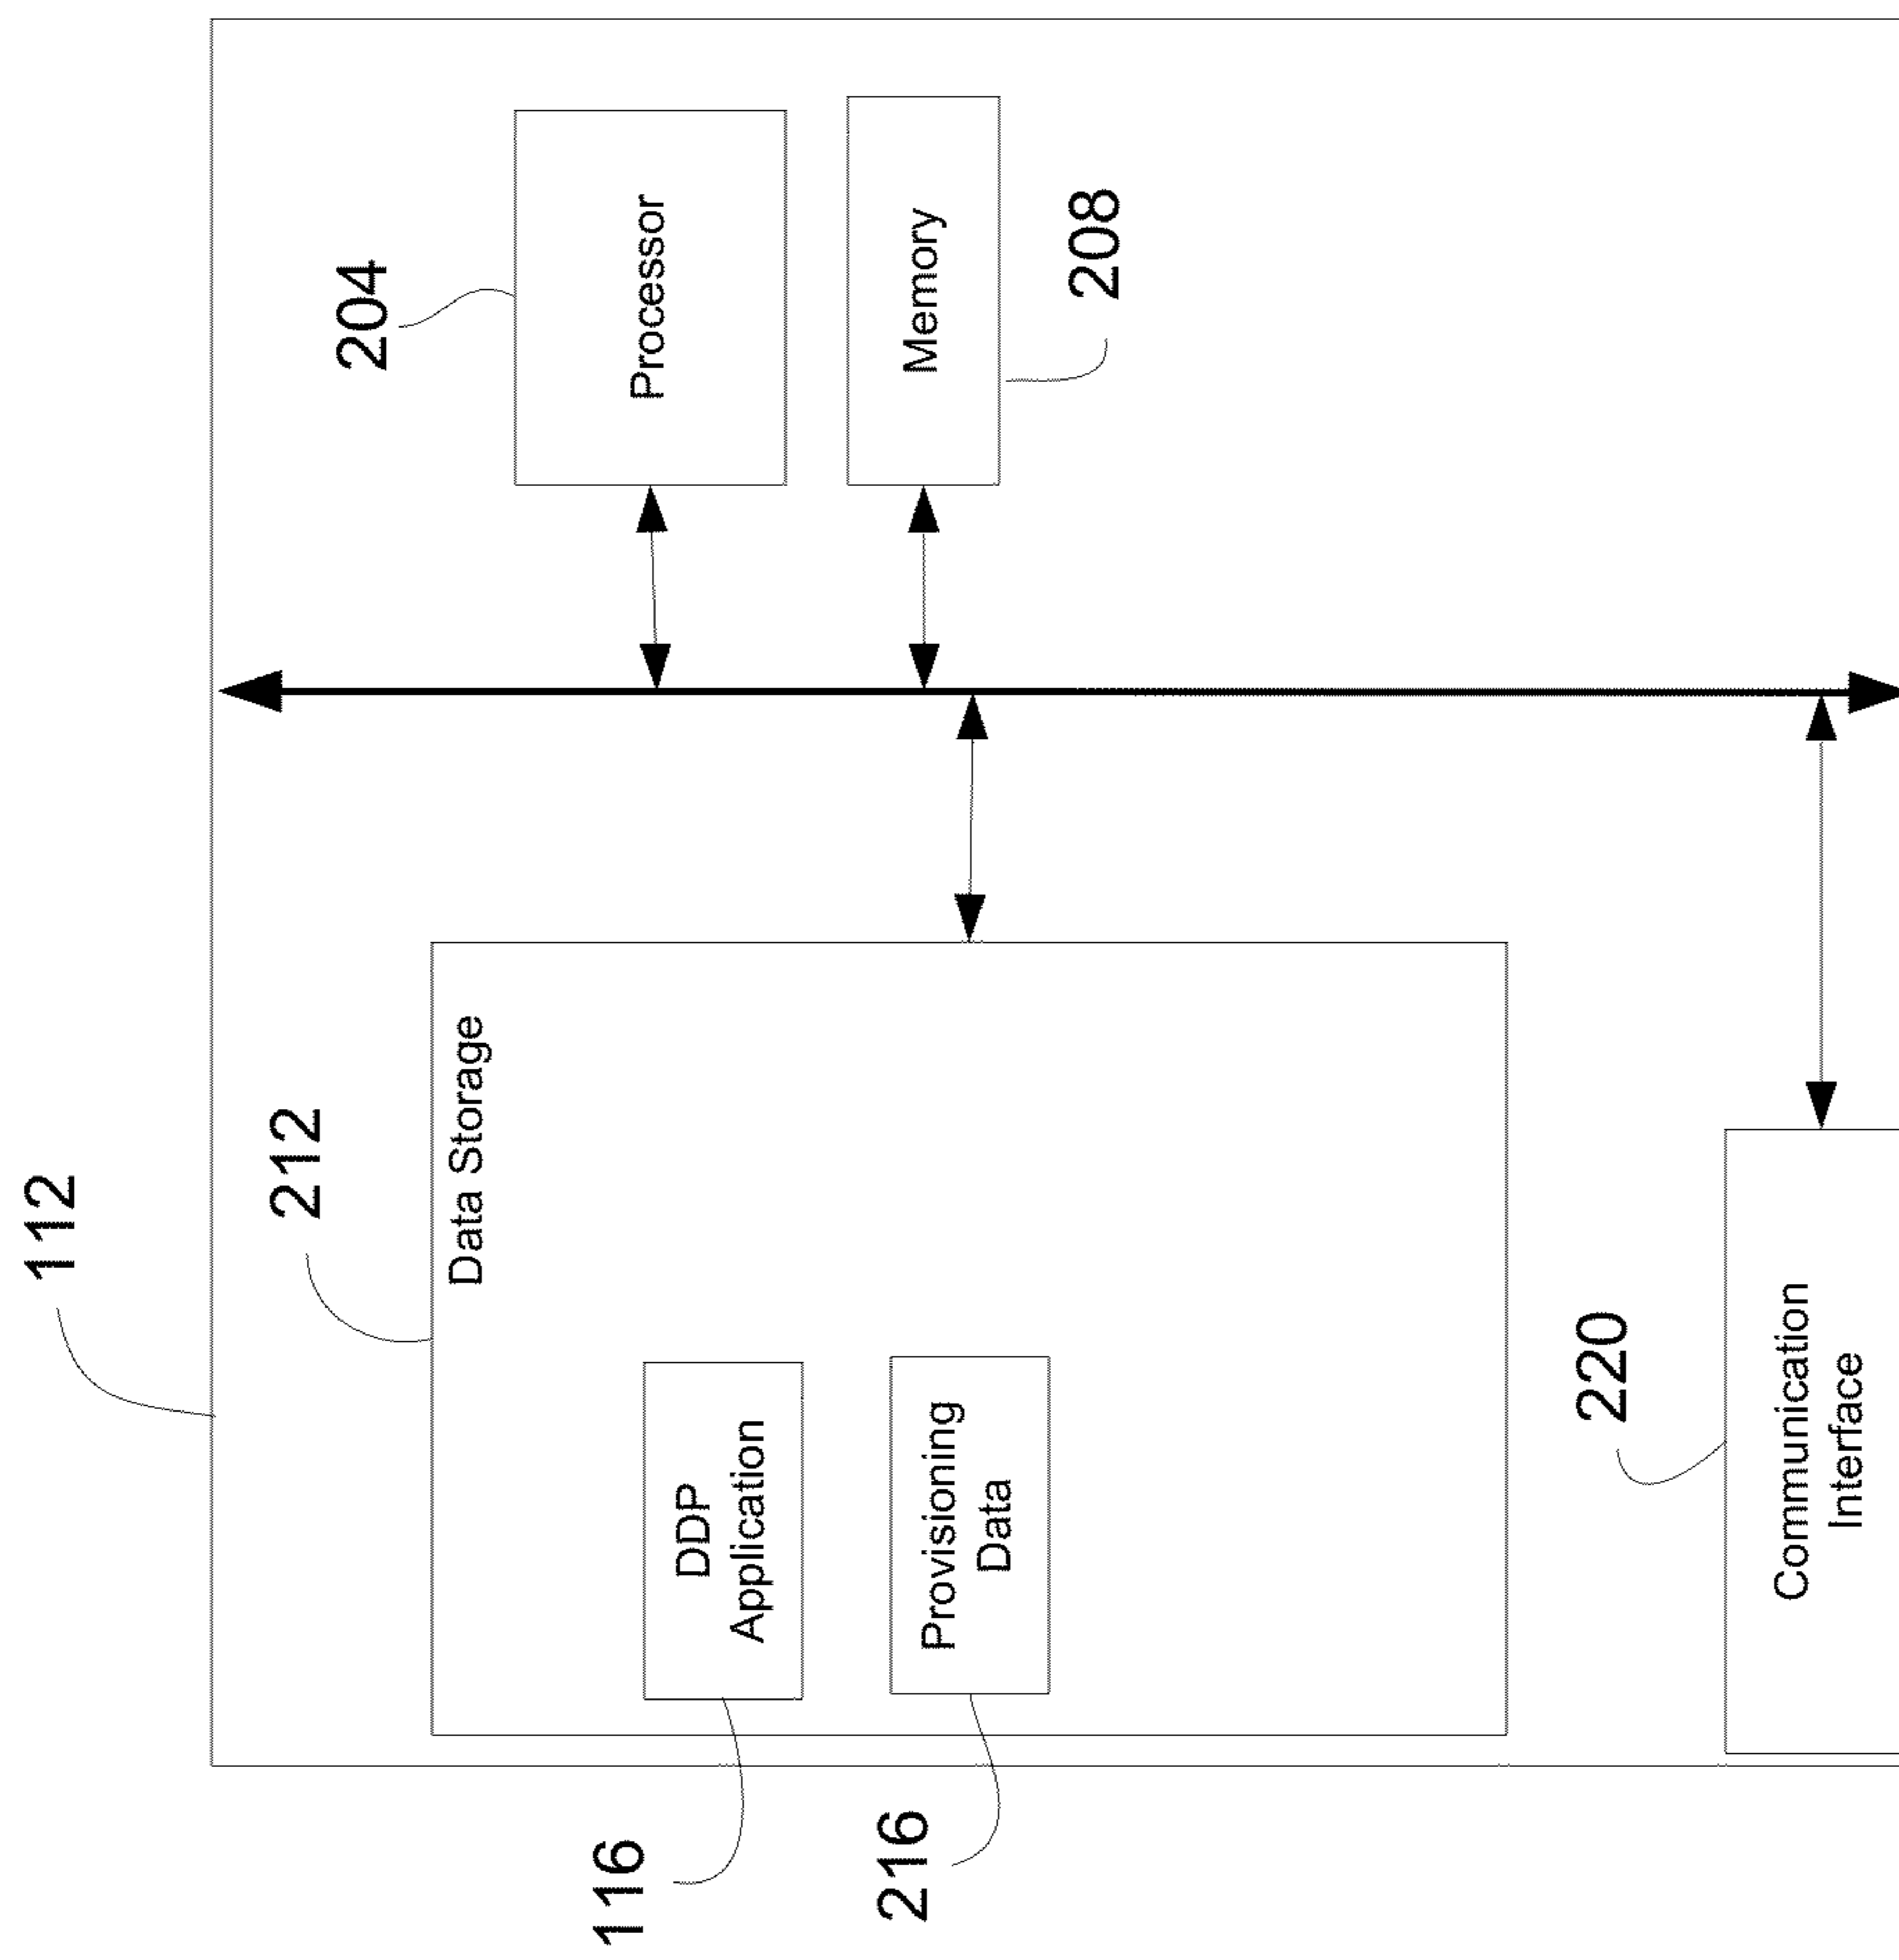 112
212
Data Storage
204
Processor
Memory
208
116
DDP
Application
216
Provisioning
Data
220
Communication
Interface